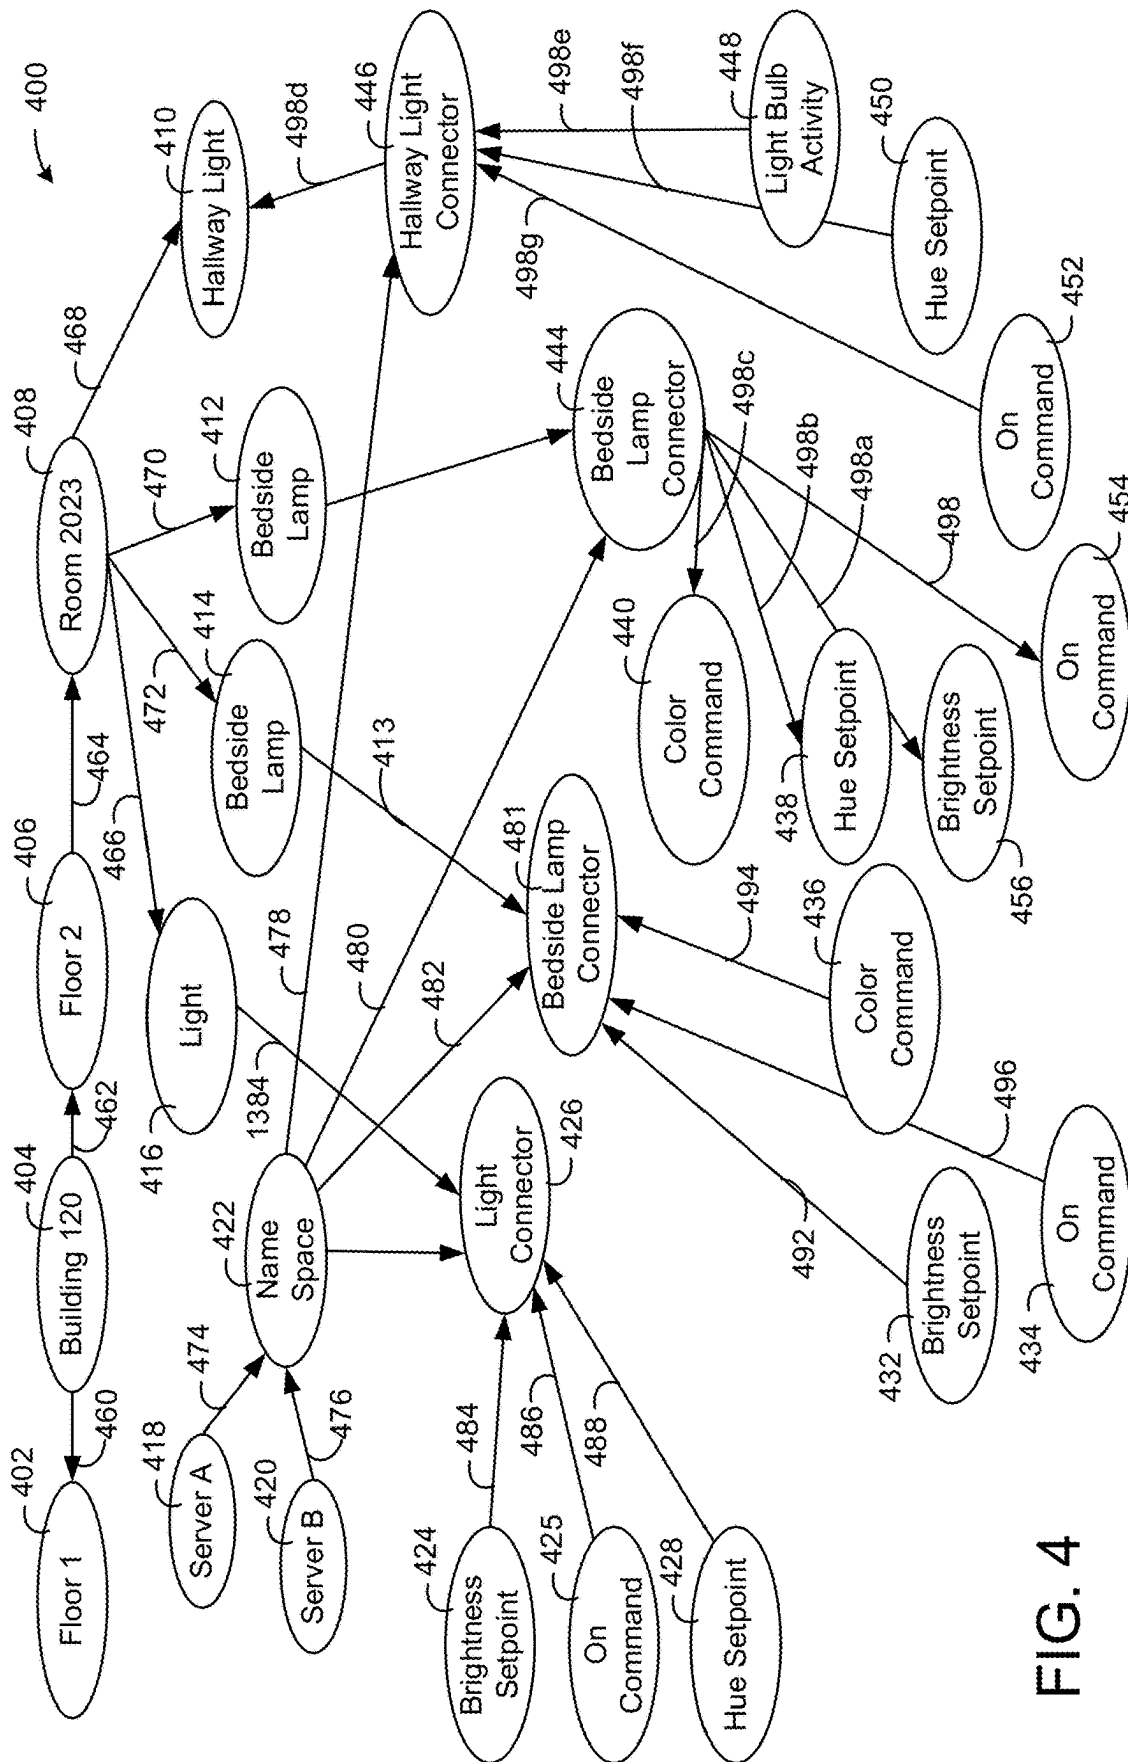 400
402
Floor 1
460
404
Building 120
462
406
Floor 2
464
408
Room 2023
468
410
Hallway Light
466
472
470
416
Light
414
Bedside
Lamp
412
Bedside
Lamp
498d
418
Server A
474
420
Server B
476
422
Name
Space
1384
478
480
482
413
446
Hallway Light
Connector
424
Brightness
Setpoint
484
425
On
Command
486
428
Hue Setpoint
488
426
Light
Connector
481
Bedside Lamp
Connector
444
Bedside
Lamp
Connector
498g
498e
498f
448
Light Bulb
Activity
450
Hue Setpoint
440
Color
Command
498c
498b
498a
498
438
Hue Setpoint
492
494
496
432
Brightness
Setpoint
434
On
Command
436
Color
Command
456
Brightness
Setpoint
454
On
Command
452
On
Command
FIG. 4